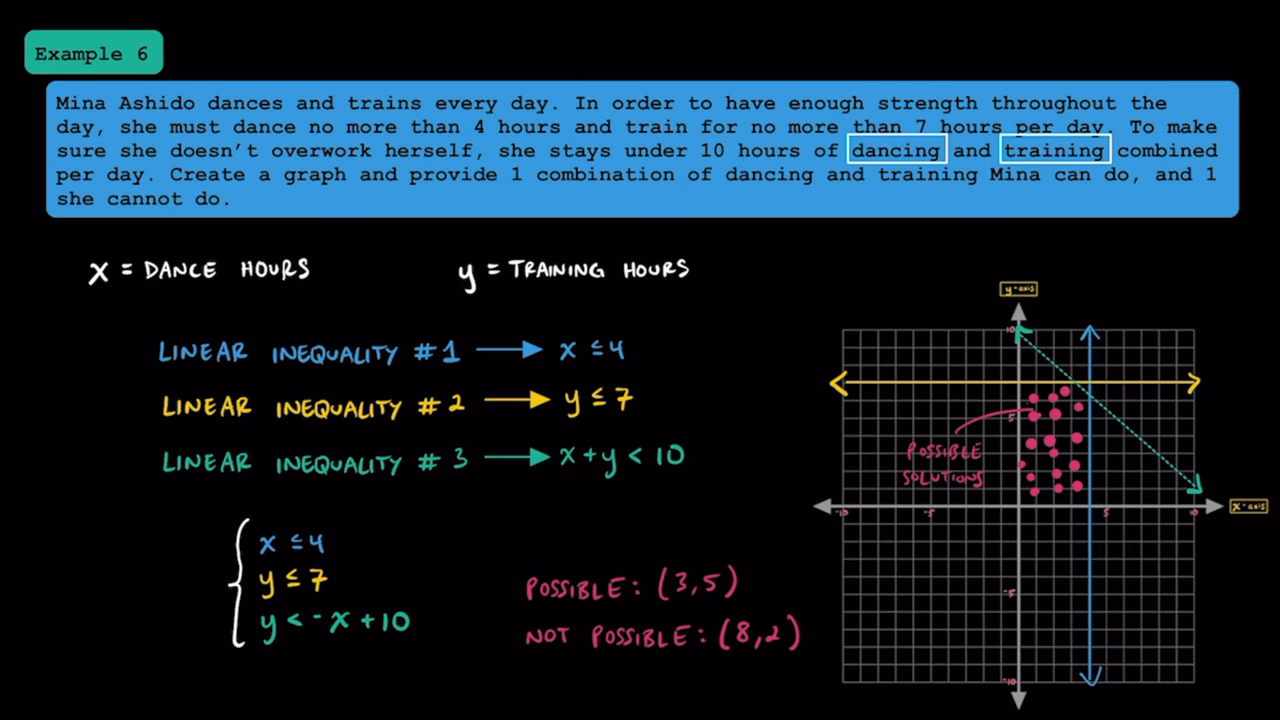 Example 6
Mina Ashido dances and trains every day. In order to have enough strength throughout the
day, she must dance no more than 4 hours and train for no more than 7 hours per day. To make
sure she doesn't overwork herself, she stays under 10 hours of dancing and training combined
per day. Create a graph and provide 1 combination of dancing and training Mina can do, and 1
she cannot do.
X = DANCE HOURS
y = TRAINING HOURS
LINEAR INEQUALITY #1 → x ≤ 4
LINEAR INEQUALITY #2 → y ≤ 7
LINEAR INEQUALITY #3 → x + y < 10
x ≤ 4
y ≤ 7
y < -x + 10
POSSIBLE: (3,5)
NOT POSSIBLE: (8,2)
y-axis
10
5
POSSIBLE
SOLUTIONS
-10
-5
5
10
x-axis
-5
-10